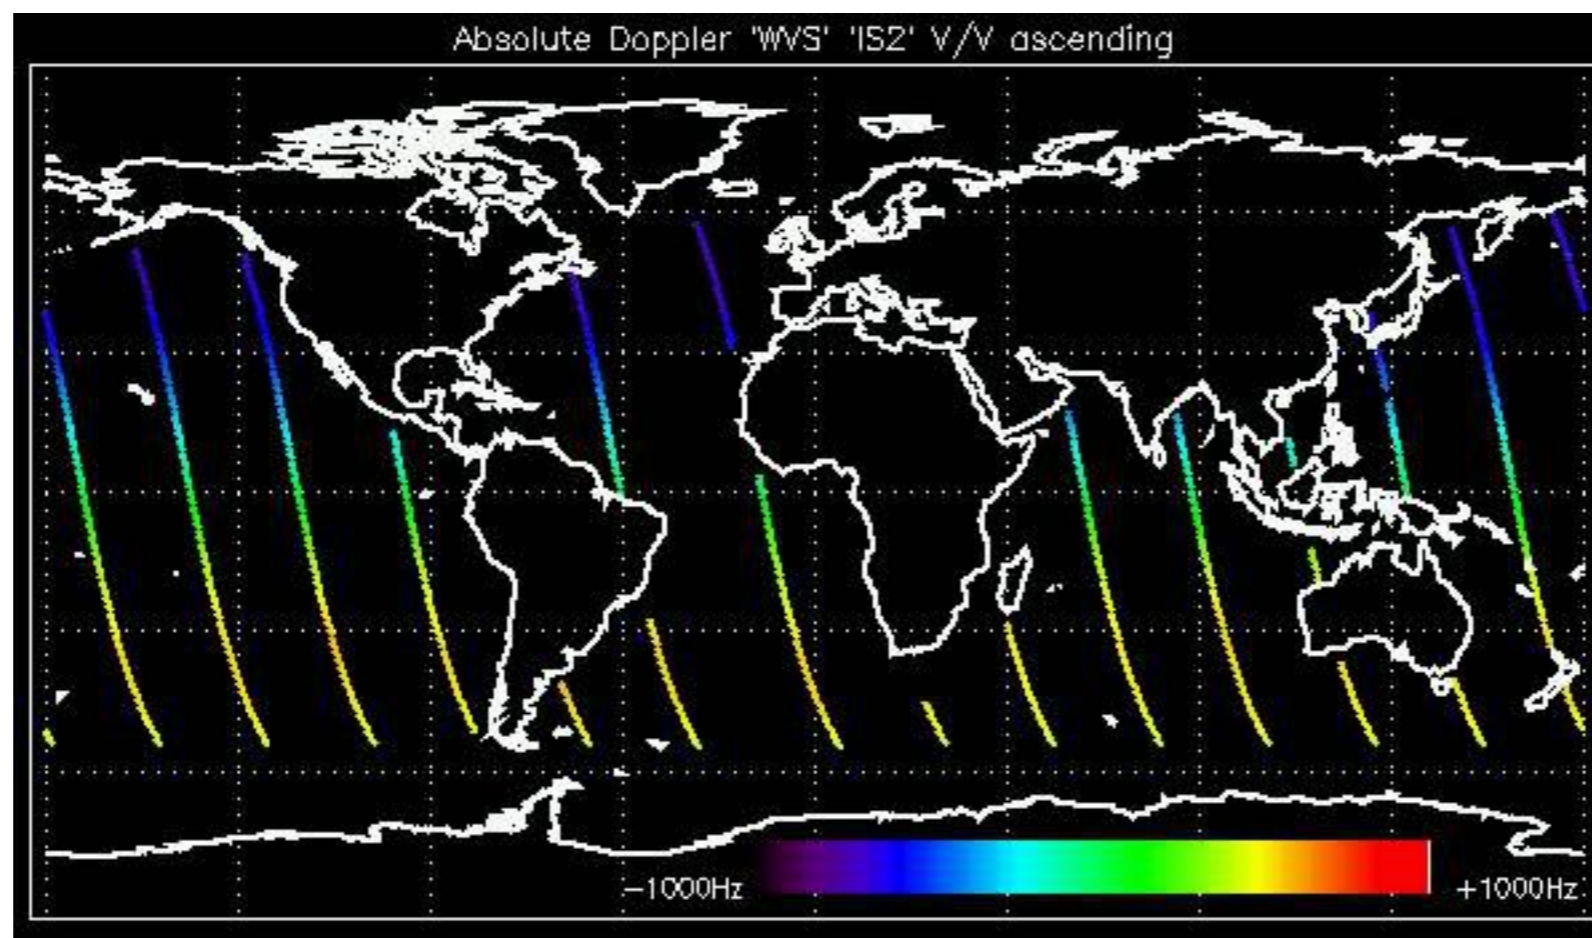 Absolute Doppler 'WVS' 'IS2' V/V ascending
-1000Hz +1000Hz